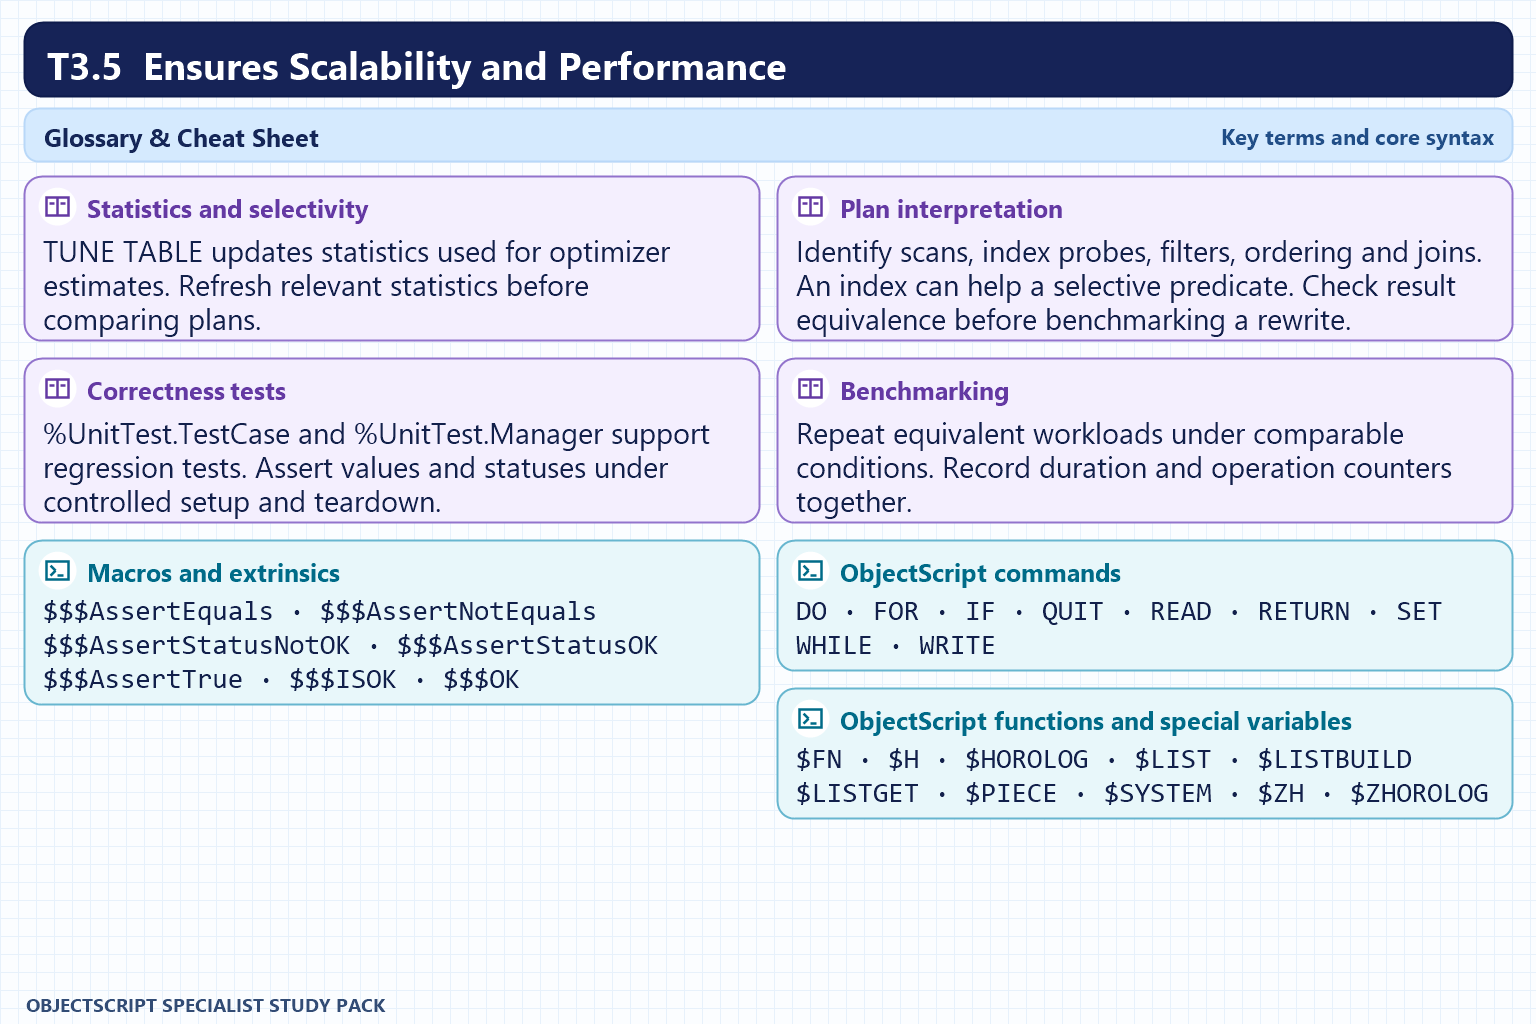 T3.5 Ensures Scalability and Performance
Glossary & Cheat Sheet
Key terms and core syntax
Statistics and selectivity
TUNE TABLE updates statistics used for optimizer
estimates. Refresh relevant statistics before
comparing plans.
Plan interpretation
Identify scans, index probes, filters, ordering and joins.
An index can help a selective predicate. Check result
equivalence before benchmarking a rewrite.
Correctness tests
%UnitTest.TestCase and %UnitTest.Manager support
regression tests. Assert values and statuses under
controlled setup and teardown.
Benchmarking
Repeat equivalent workloads under comparable
conditions. Record duration and operation counters
together.
Macros and extrinsics
$$$AssertEquals · $$$AssertNotEquals
$$$AssertStatusNotOK · $$$AssertStatusOK
$$$AssertTrue · $$$ISOK · $$$OK
ObjectScript commands
DO · FOR · IF · QUIT · READ · RETURN · SET
WHILE · WRITE
ObjectScript functions and special variables
$FN · $H · $HOROLOG · $LIST · $LISTBUILD
$LISTGET · $PIECE · $SYSTEM · $ZH · $ZHOROLOG
OBJECTSCRIPT SPECIALIST STUDY PACK